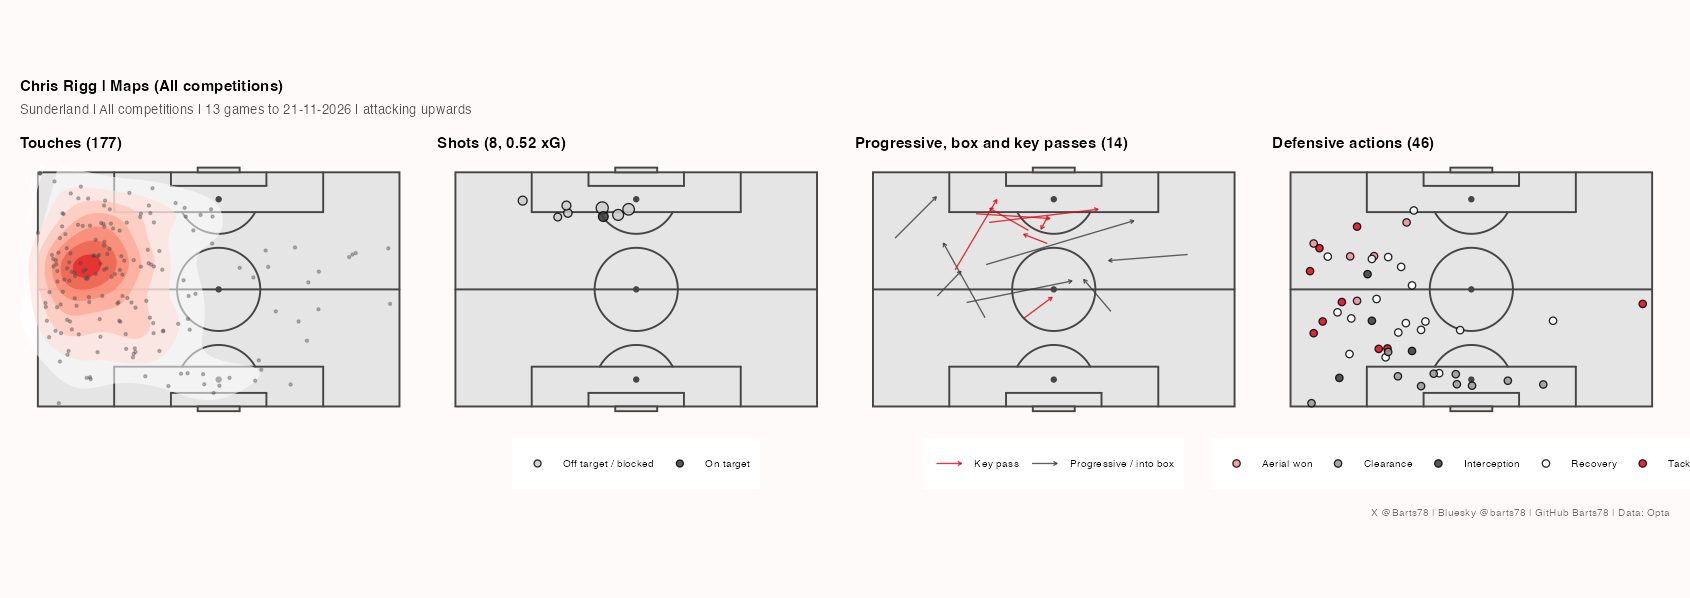 Chris Rigg | Maps (All competitions)
Sunderland | All competitions | 13 games to 21-11-2026 | attacking upwards
Touches (177)
Shots (8, 0.52 xG)
Progressive, box and key passes (14)
Defensive actions (46)
Off target / blocked
On target
Key pass
Progressive / into box
Aerial won
Clearance
Interception
Recovery
Tack
X @Barts78 | Bluesky @barts78 | GitHub Barts78 | Data: Opta